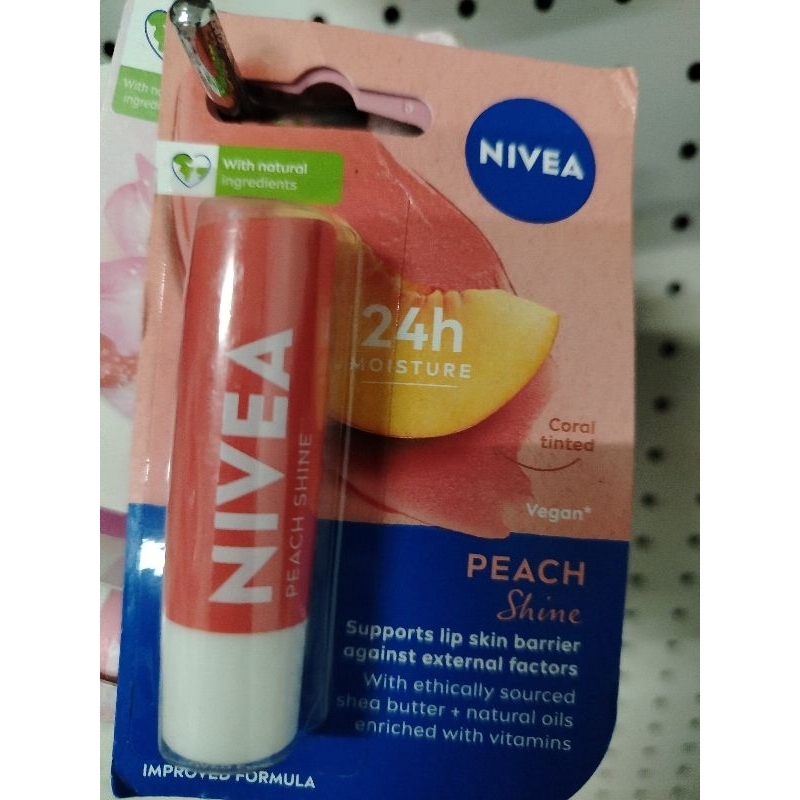 With natural
ingredients
NIVEA
24h
MOISTURE
Coral
tinted
Vegan*
NIVEA
PEACH SHINE
PEACH
Shine
Supports lip skin barrier
against external factors
With ethically sourced
shea butter + natural oils
enriched with vitamins
IMPROVED FORMULA